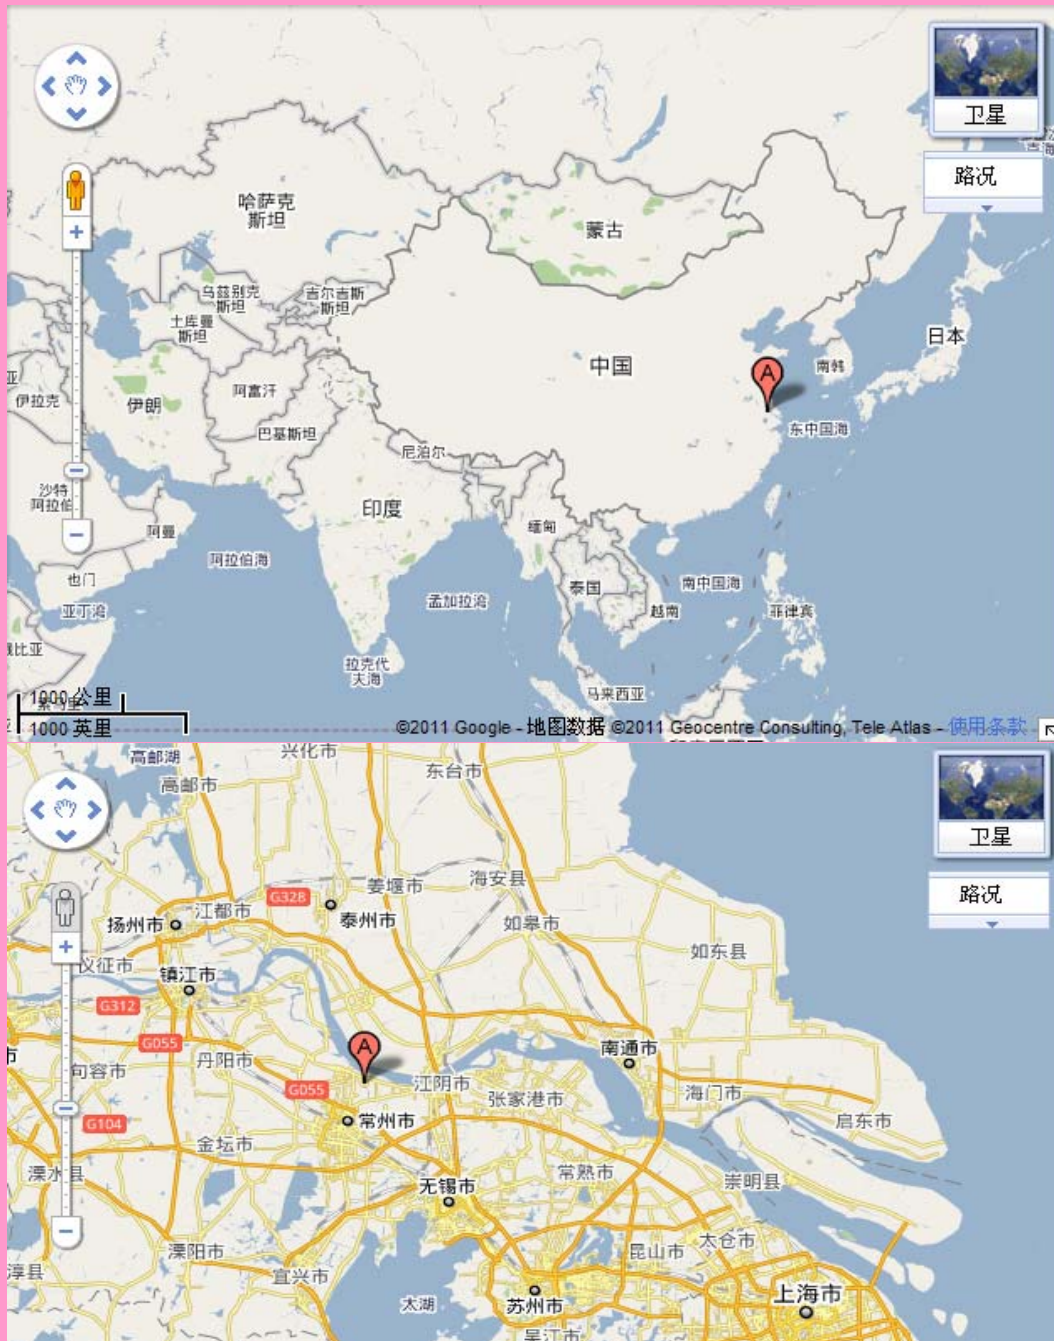 卫星
路况
哈萨克
斯坦
蒙古
乌兹别克
斯坦
吉尔吉斯
斯坦
土库曼
斯坦
日本
中国
南韩
A
阿富汗
伊拉克
伊朗
巴基斯坦
东中国海
尼泊尔
沙特
阿拉伯
印度
缅甸
阿曼
阿拉伯海
也门
泰国
南中国海
亚丁湾
孟加拉湾
越南
菲律宾
拉克代
夫海
马来西亚
1000 公里
1000 英里
©2011 Google - 地图数据 ©2011 Geocentre Consulting, Tele Atlas - 使用条款
高邮湖
兴化市
东台市
高邮市
卫星
路况
姜堰市
海安县
G328
江都市
泰州市
扬州市
如皋市
如东县
仪征市
镇江市
G312
G055
A
南通市
丹阳市
句容市
江阴市
G055
张家港市
海门市
启东市
G104
常州市
金坛市
溧水县
常熟市
崇明县
无锡市
溧阳市
太仓市
昆山市
宜兴市
太湖
苏州市
上海市
吴江市